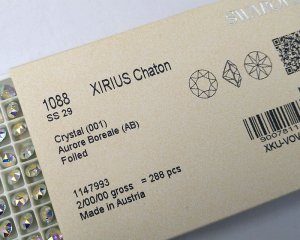 1088 XIRIUS Chaton
SS 29
Crystal (001)
Aurore Boreale (AB)
Foiled
1147993
2/00/00 gross = 288 pcs
Made in Austria